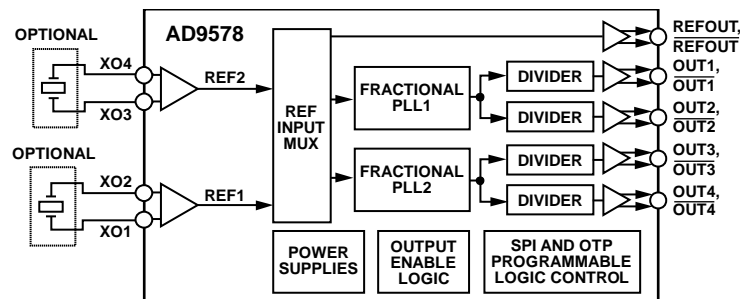 AD9578
OPTIONAL
XO4
XO3
REF2
OPTIONAL
XO2
XO1
REF1
REF
INPUT
MUX
FRACTIONAL
PLL1
FRACTIONAL
PLL2
DIVIDER
DIVIDER
DIVIDER
DIVIDER
REFOUT,
REFOUT
OUT1,
OUT1
OUT2,
OUT2
OUT3,
OUT3
OUT4,
OUT4
POWER
SUPPLIES
OUTPUT
ENABLE
LOGIC
SPI AND OTP
PROGRAMMABLE
LOGIC CONTROL